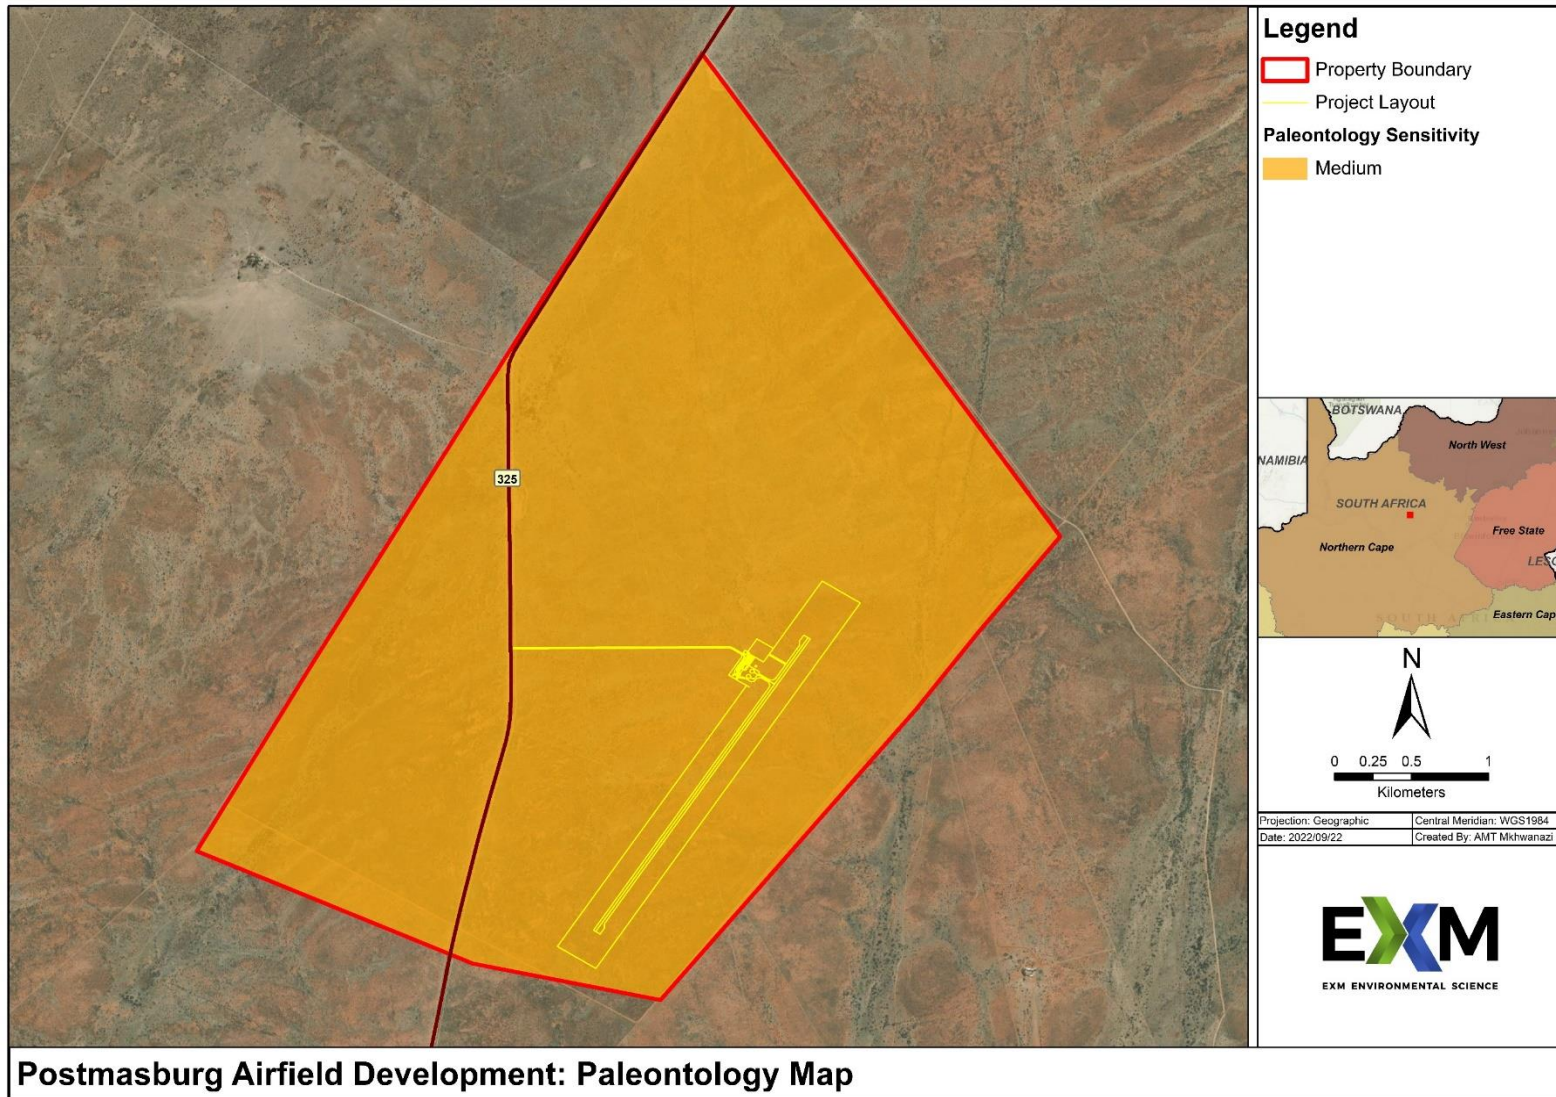 Legend
Property Boundary
Project Layout
Paleontology Sensitivity
Medium
325
BOTSWANA
North West
NAMIBIA
SOUTH AFRICA
Northern Cape
Free State
LESO
Eastern Cap
N
0 0.25 0.5 1
Kilometers
Projection: Geographic Central Meridian: WGS1984
Date: 2022/09/22 Created By: AMT Mkhwanazi
EXM
EXM ENVIRONMENTAL SCIENCE
Postmasburg Airfield Development: Paleontology Map